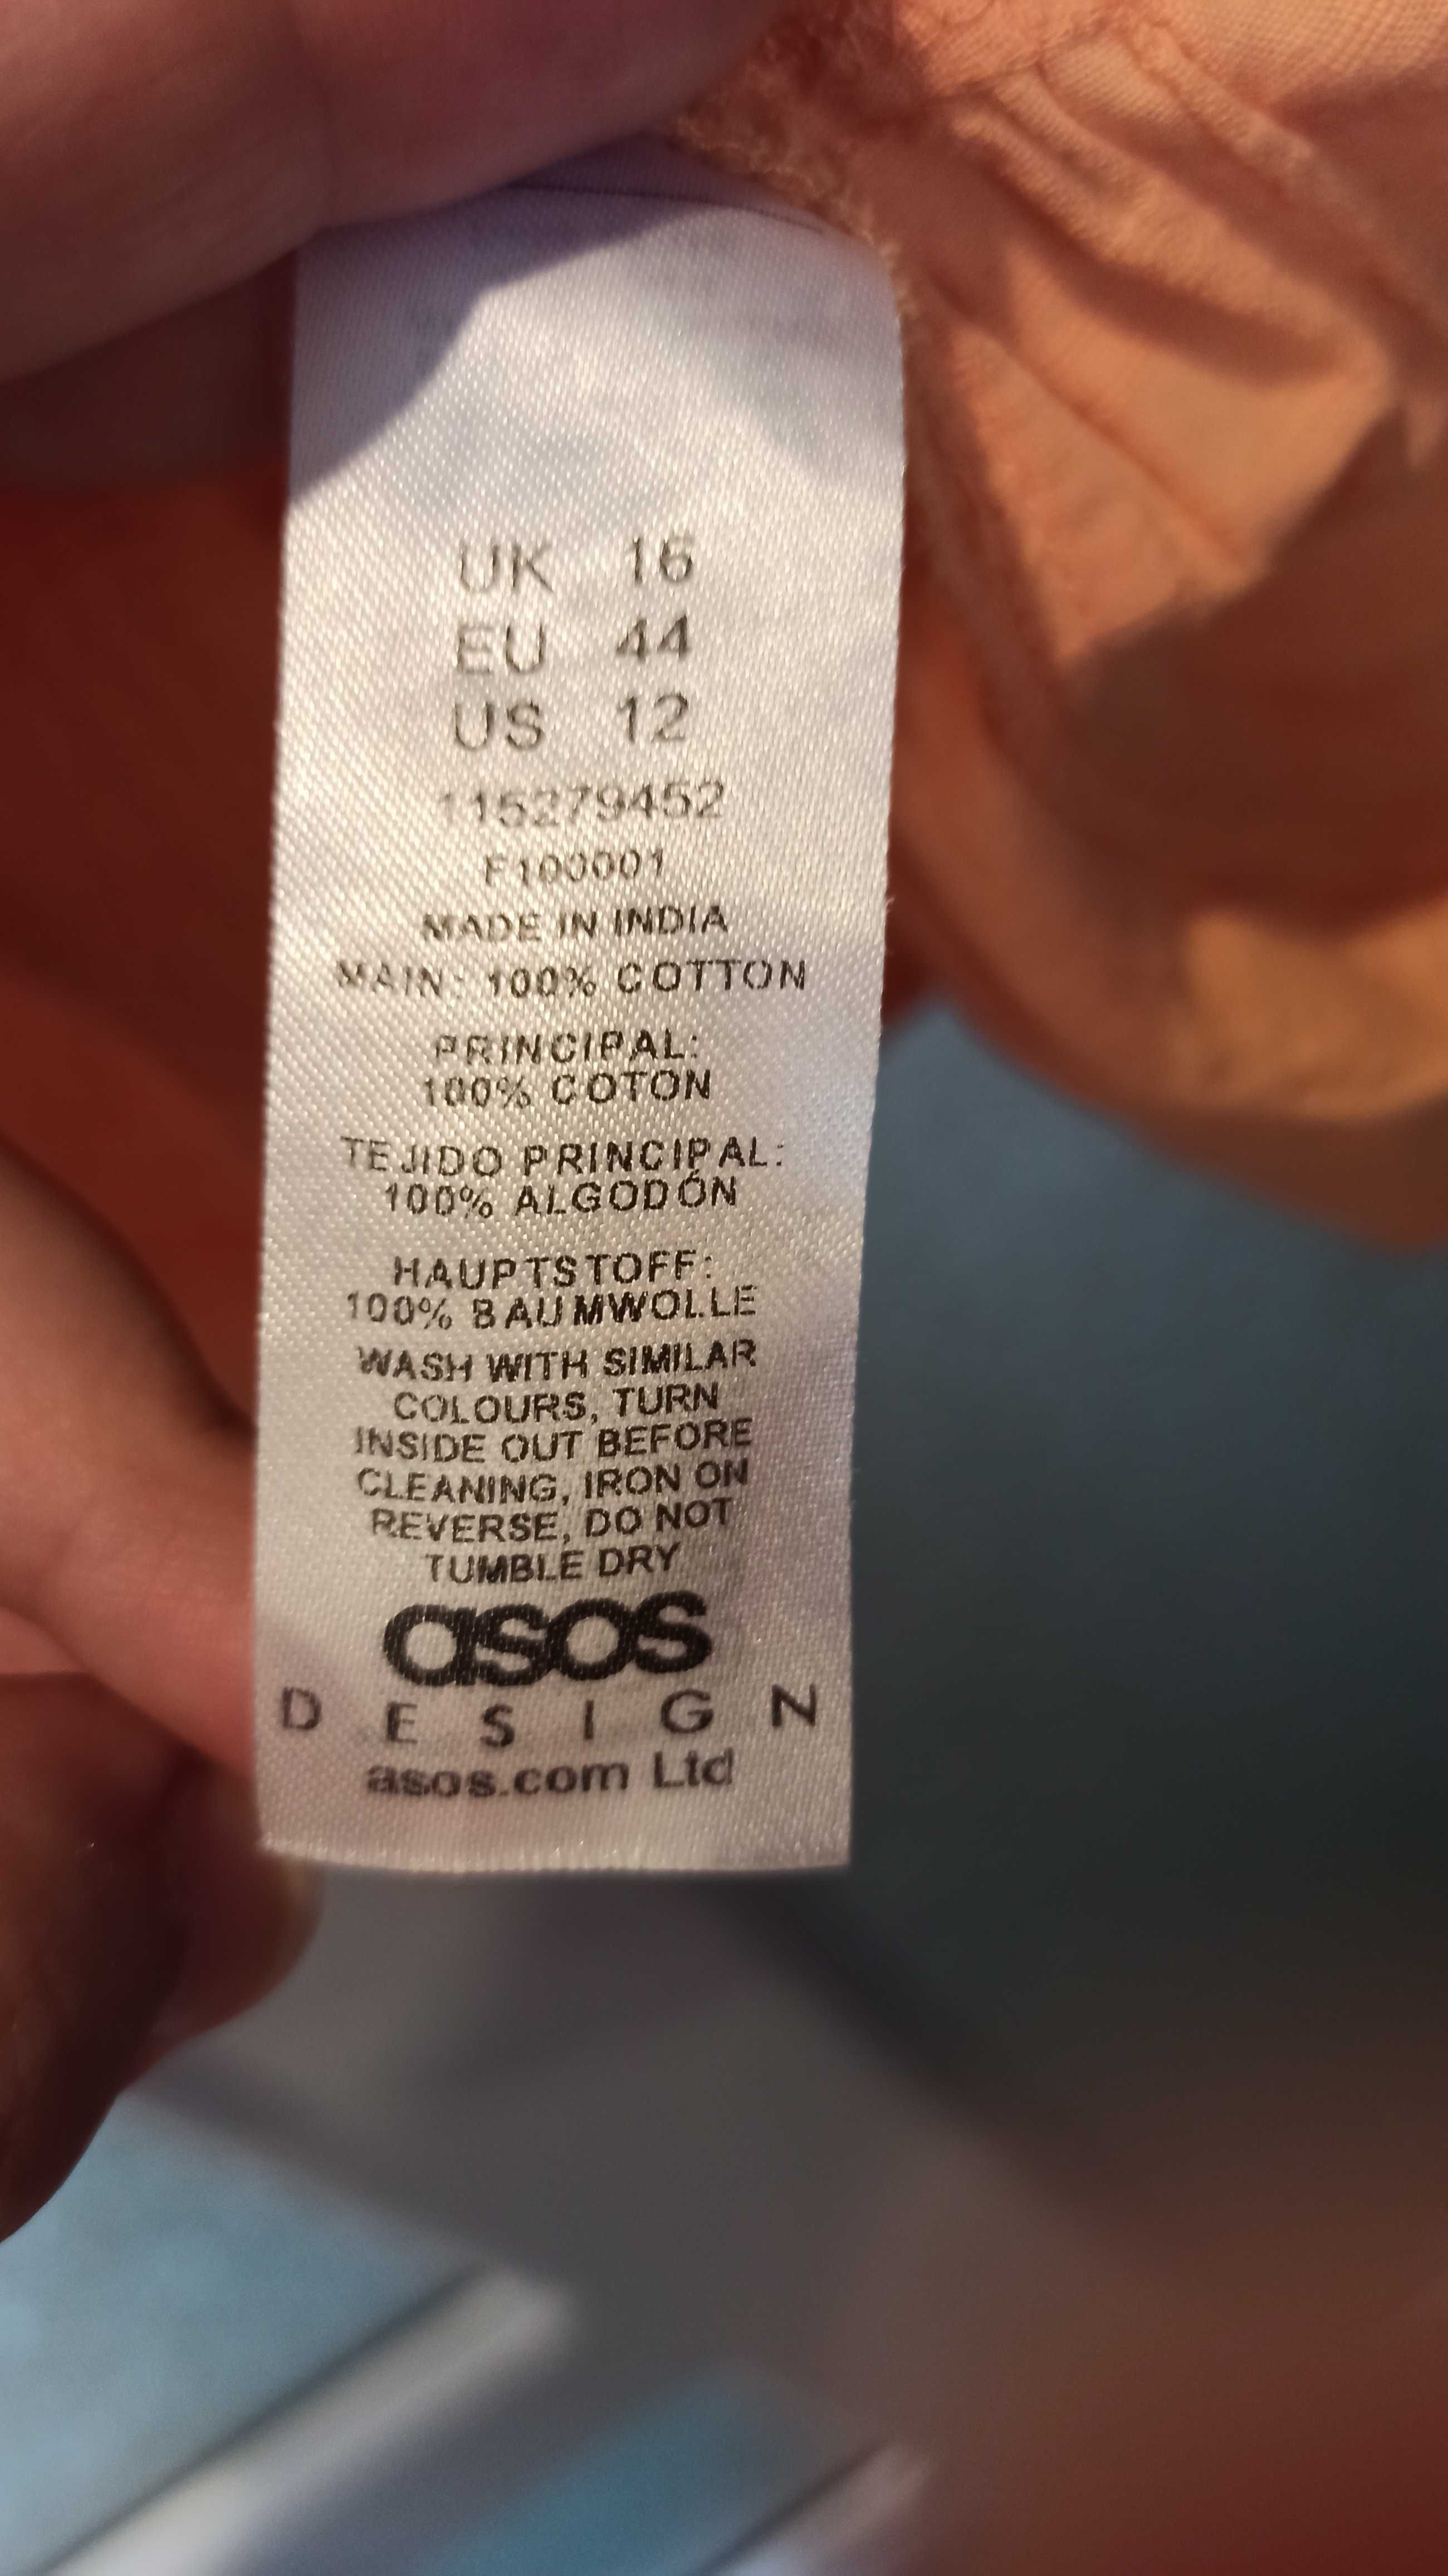 UK 16
EU 44
US 12
115279452
F100001
MADE IN INDIA
MAIN: 100% COTTON
PRINCIPAL:
100% COTON
TEJIDO PRINCIPAL:
100% ALGODÓN
HAUPTSTOFF:
100% BAUMWOLLE
WASH WITH SIMILAR
COLOURS, TURN
INSIDE OUT BEFORE
CLEANING, IRON ON
REVERSE, DO NOT
TUMBLE DRY
asos
DESIGN
asos.com Ltd